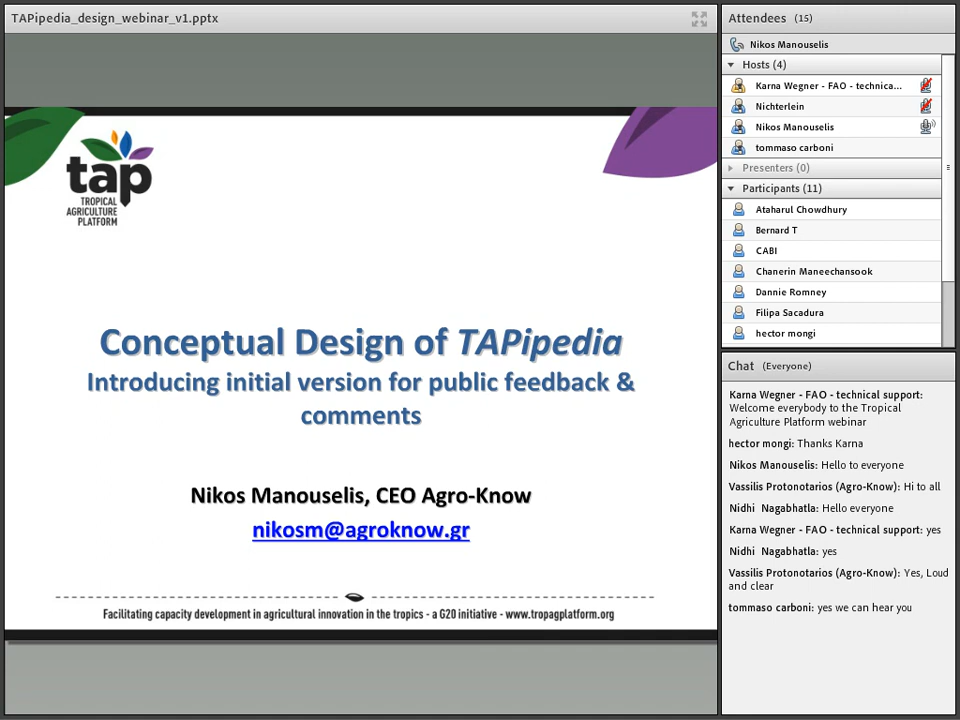 TAPipedia_design_webinar_v1.pptx
tap
TROPICAL
AGRICULTURE
PLATFORM
Conceptual Design of TAPipedia
Introducing initial version for public feedback &
comments
Nikos Manouselis, CEO Agro-Know
nikosm@agroknow.gr
Facilitating capacity development in agricultural innovation in the tropics - a G20 initiative - www.tropagplatform.org
Attendees (15)
Nikos Manouselis
Hosts (4)
Karna Wegner - FAO - technica...
Nichterlein
Nikos Manouselis
tommaso carboni
Presenters (0)
Participants (11)
Ataharul Chowdhury
Bernard T
CABI
Chanerin Maneechansook
Dannie Romney
Filipa Sacadura
hector mongi
Chat (Everyone)
Karna Wegner - FAO - technical support:
Welcome everybody to the Tropical
Agriculture Platform webinar
hector mongi: Thanks Karna
Nikos Manouselis: Hello to everyone
Vassilis Protonotarios (Agro-Know): Hi to all
Nidhi Nagabhatla: Hello everyone
Karna Wegner - FAO - technical support: yes
Nidhi Nagabhatla: yes
Vassilis Protonotarios (Agro-Know): Yes, Loud
and clear
tommaso carboni: yes we can hear you